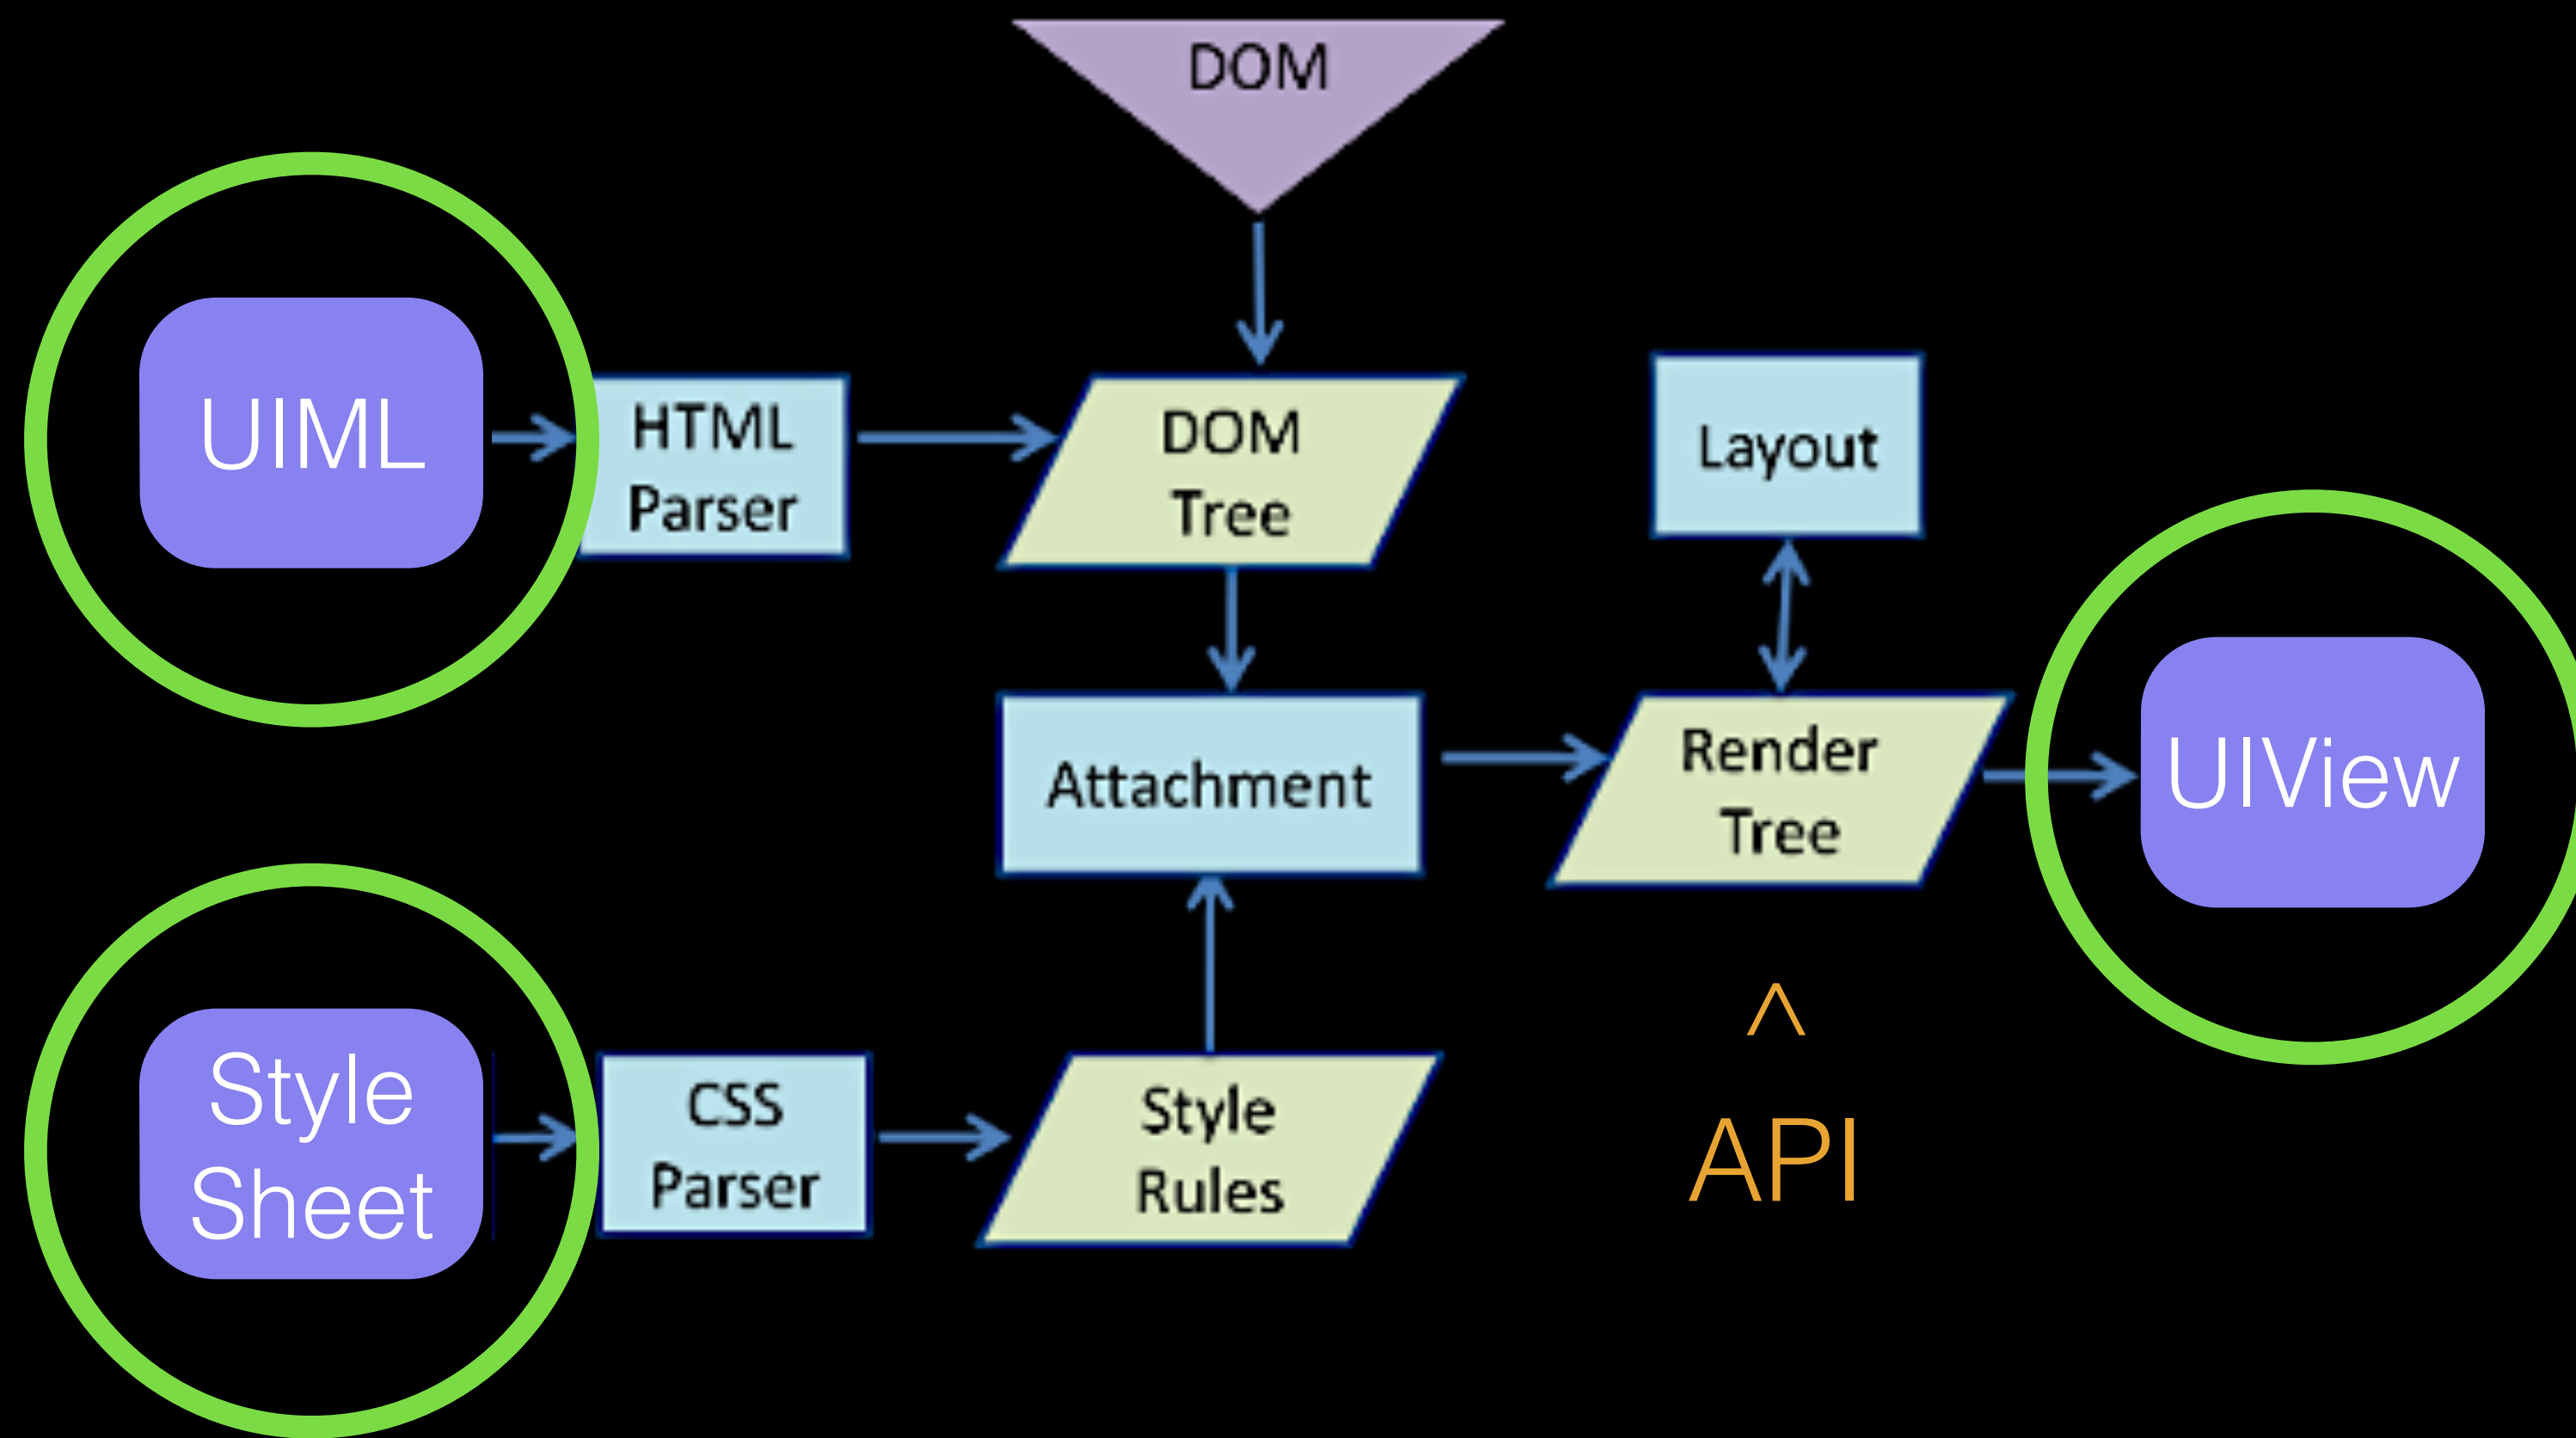 DOM
UIML
HTML
Parser
DOM
Tree
Layout
Attachment
Render
Tree
UIView
Style
Sheet
CSS
Parser
Style
Rules
^
API